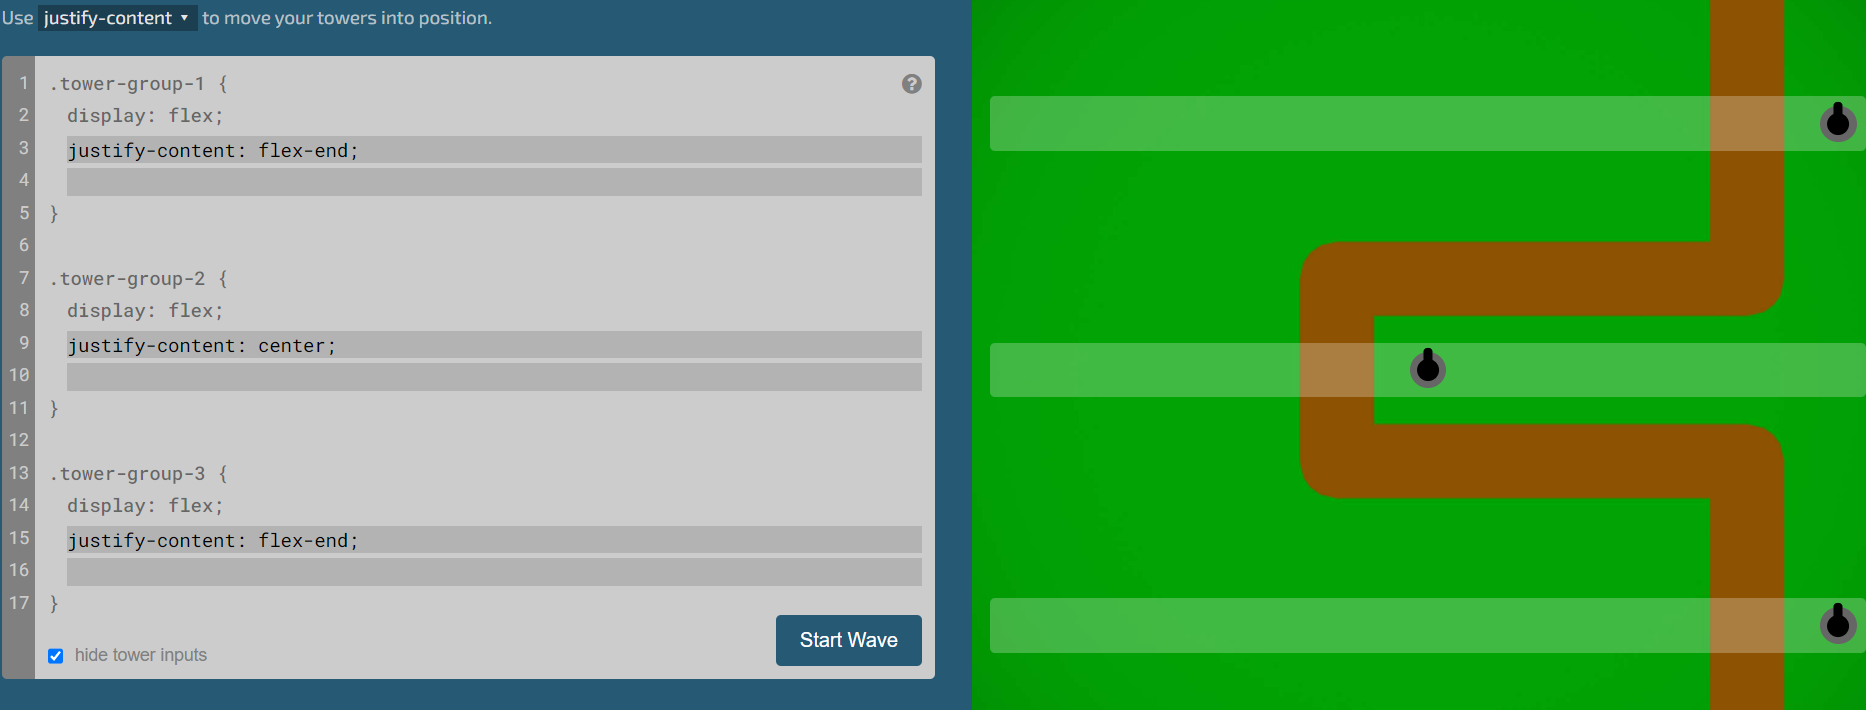 Use justify-content ▾ to move your towers into position.
1 .tower-group-1 {
2 display: flex;
3 justify-content: flex-end;
4
5 }
6
7 .tower-group-2 {
8 display: flex;
9 justify-content: center;
10
11 }
12
13 .tower-group-3 {
14 display: flex;
15 justify-content: flex-end;
16
17 }
?
hide tower inputs
Start Wave